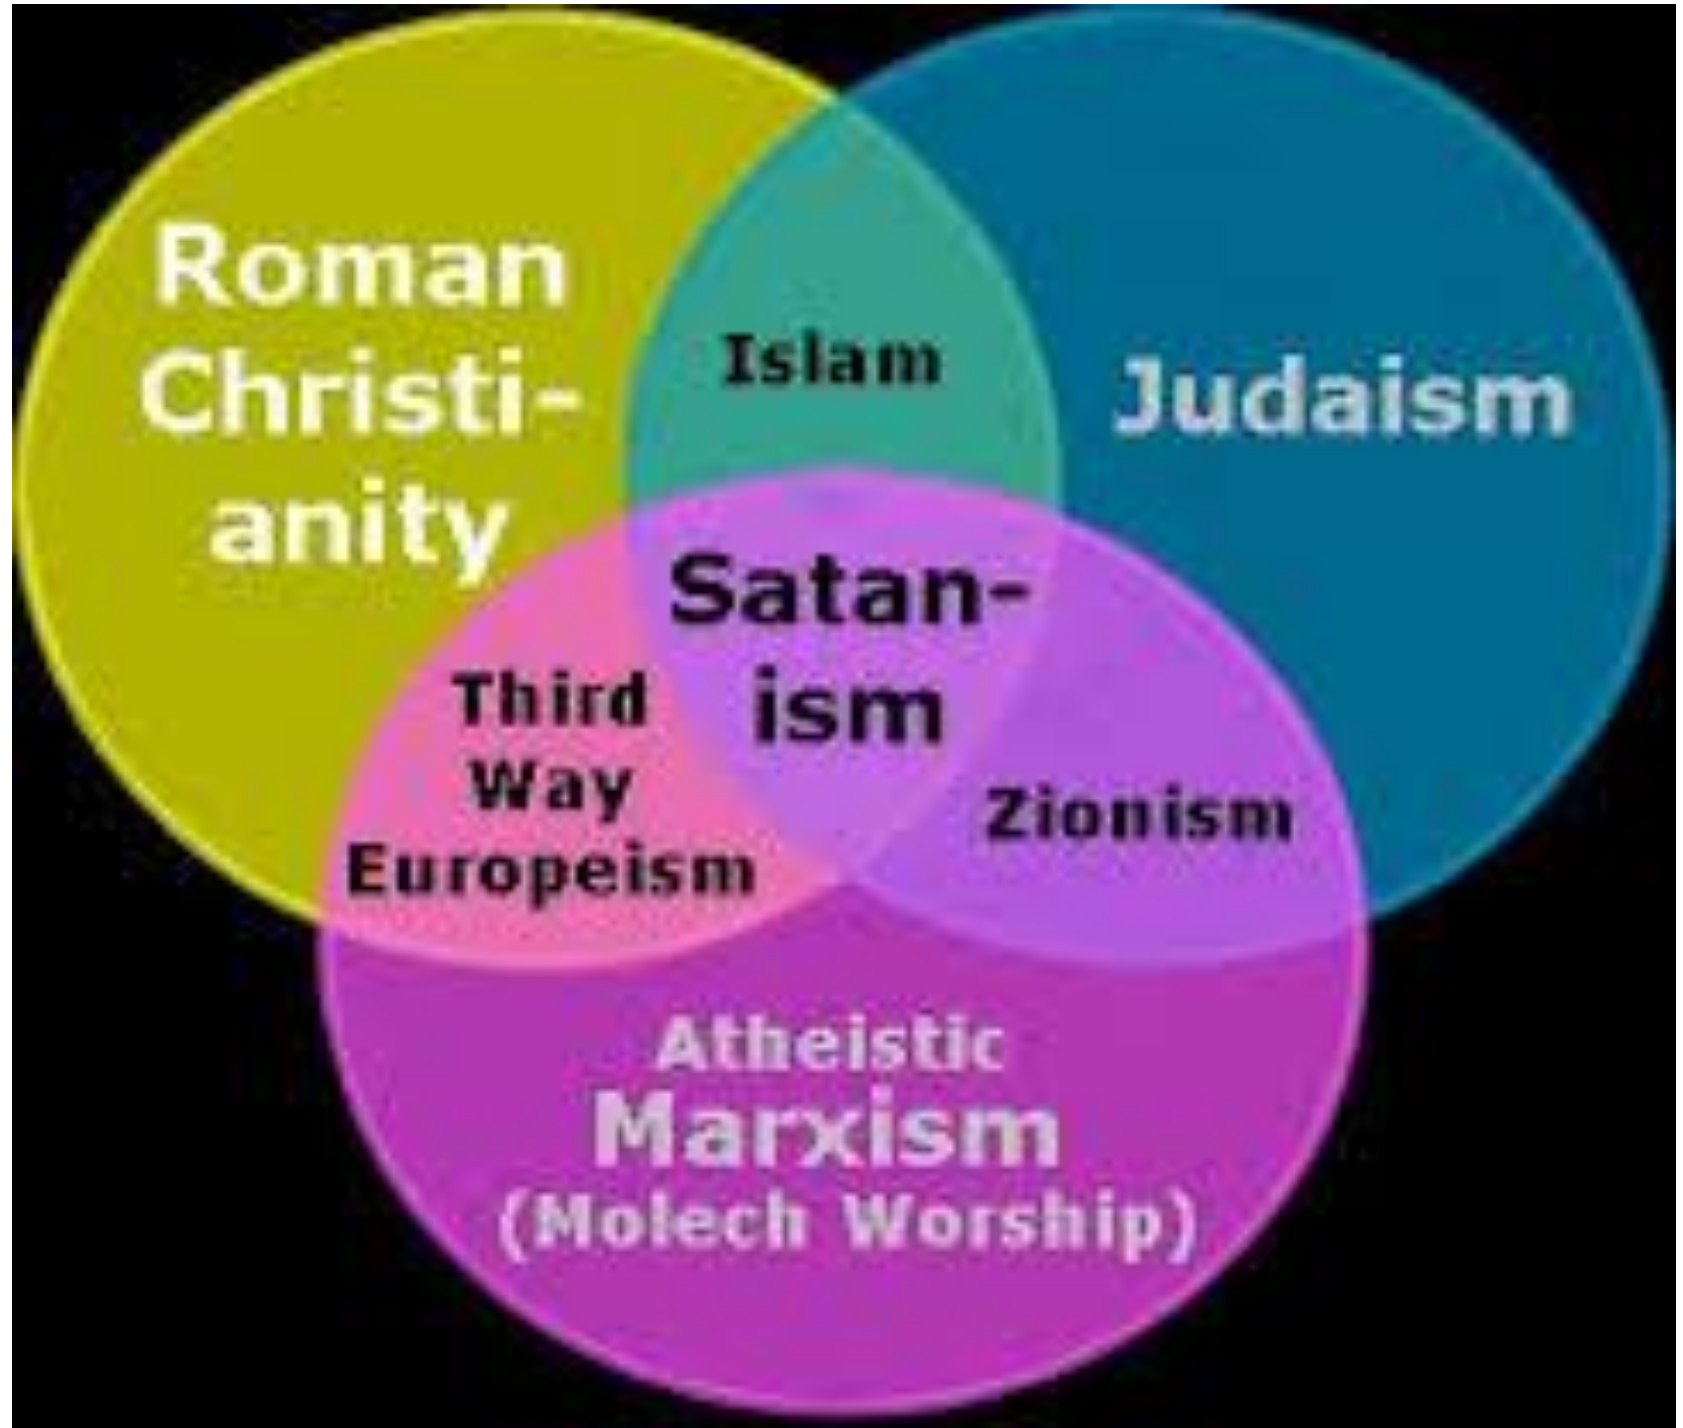 Roman
Christi-
anity
Islam
Judaism
Satan-
ism
Third
Way
Europeism
Zionism
Atheistic
Marxism
(Molech Worship)